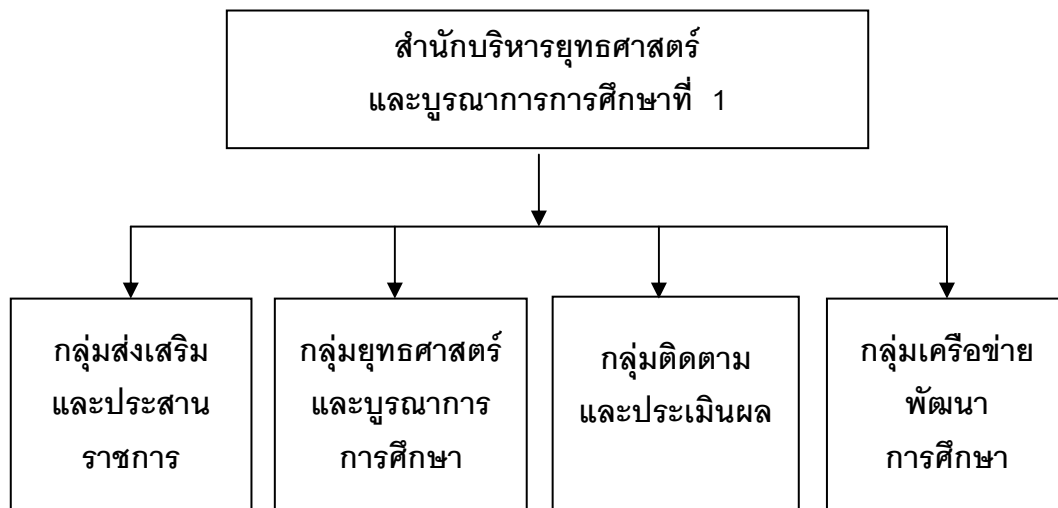 สำนักบริหารยุทธศาสตร์
และบูรณาการการศึกษาที่ 1
กลุ่มส่งเสริม
และประสาน
ราชการ
กลุ่มยุทธศาสตร์
และบูรณาการ
การศึกษา
กลุ่มติดตาม
และประเมินผล
กลุ่มเครือข่าย
พัฒนา
การศึกษา